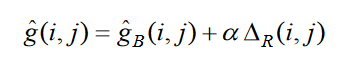 ĝ(i, j) = ĝ_B(i, j) + α Δ_R(i, j)